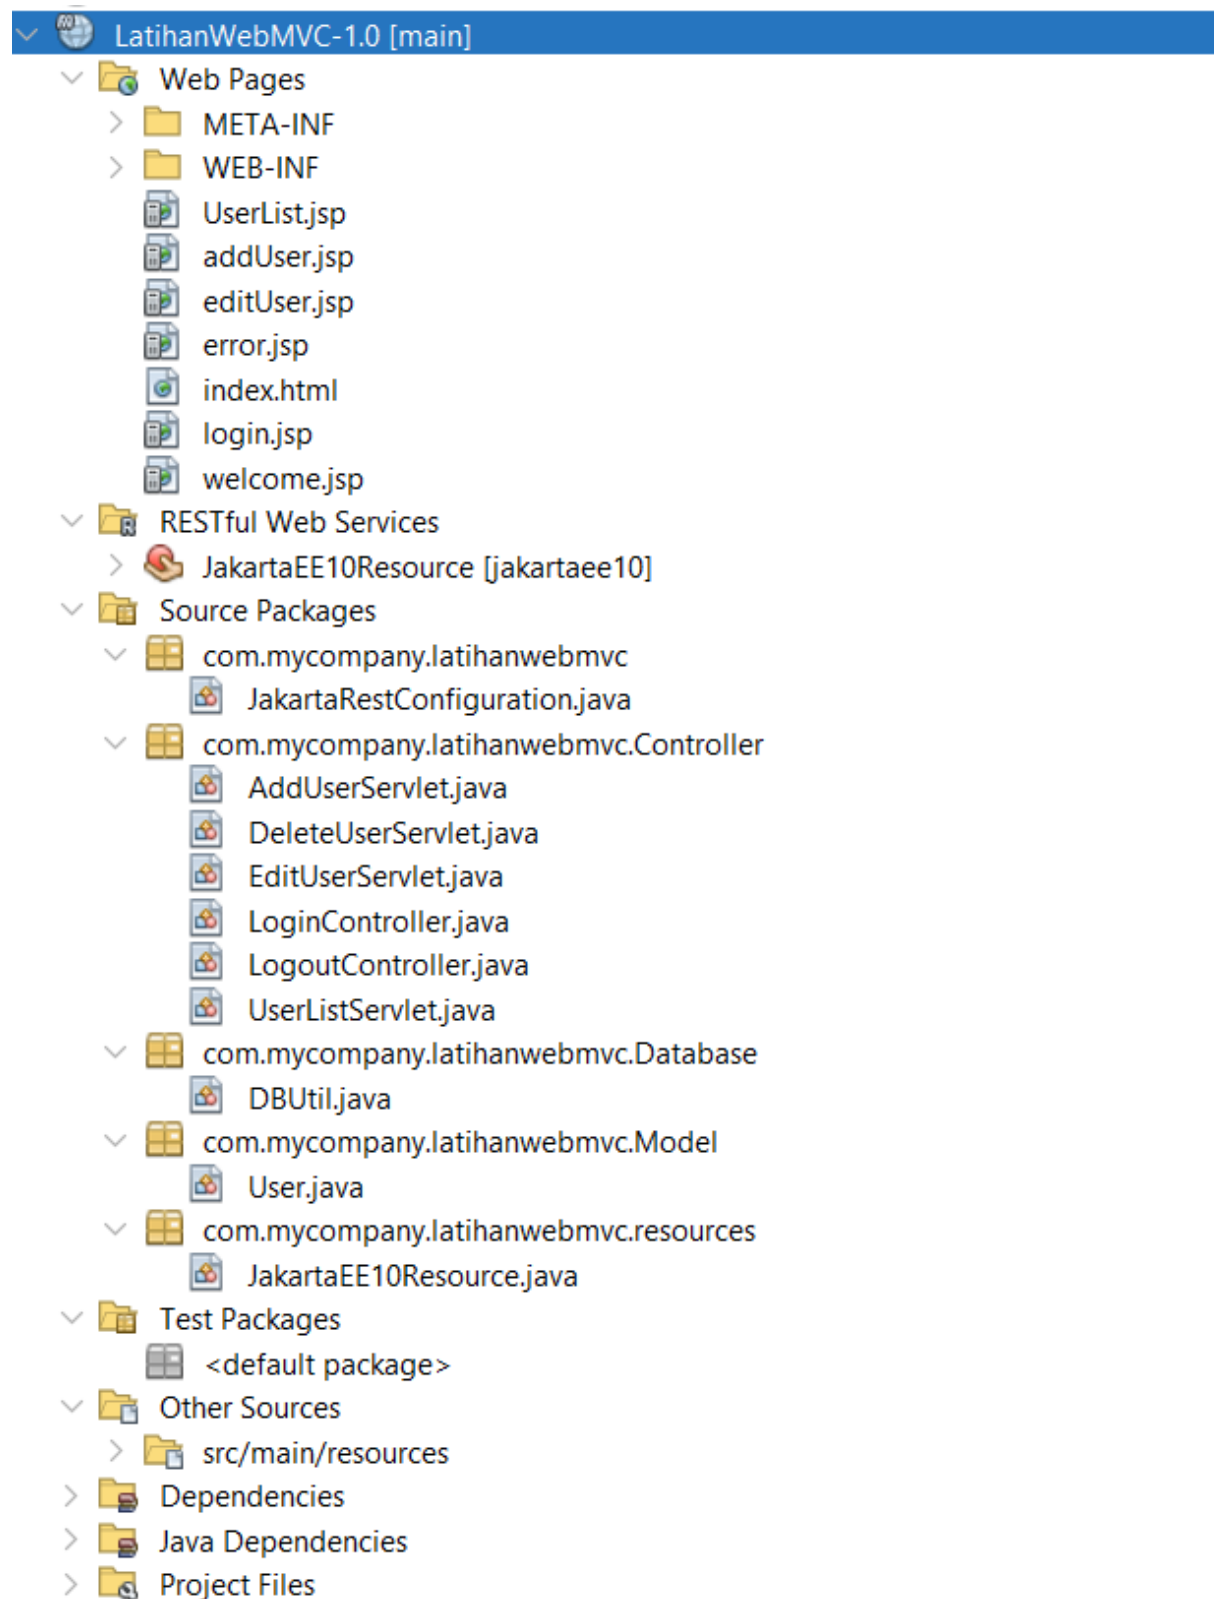 LatihanWebMVC-1.0 [main]
Web Pages
META-INF
WEB-INF
UserList.jsp
addUser.jsp
editUser.jsp
error.jsp
index.html
login.jsp
welcome.jsp
RESTful Web Services
JakartaEE10Resource [jakartaee10]
Source Packages
com.mycompany.latihanwebmvc
JakartaRestConfiguration.java
com.mycompany.latihanwebmvc.Controller
AddUserServlet.java
DeleteUserServlet.java
EditUserServlet.java
LoginController.java
LogoutController.java
UserListServlet.java
com.mycompany.latihanwebmvc.Database
DBUtil.java
com.mycompany.latihanwebmvc.Model
User.java
com.mycompany.latihanwebmvc.resources
JakartaEE10Resource.java
Test Packages
<default package>
Other Sources
src/main/resources
Dependencies
Java Dependencies
Project Files